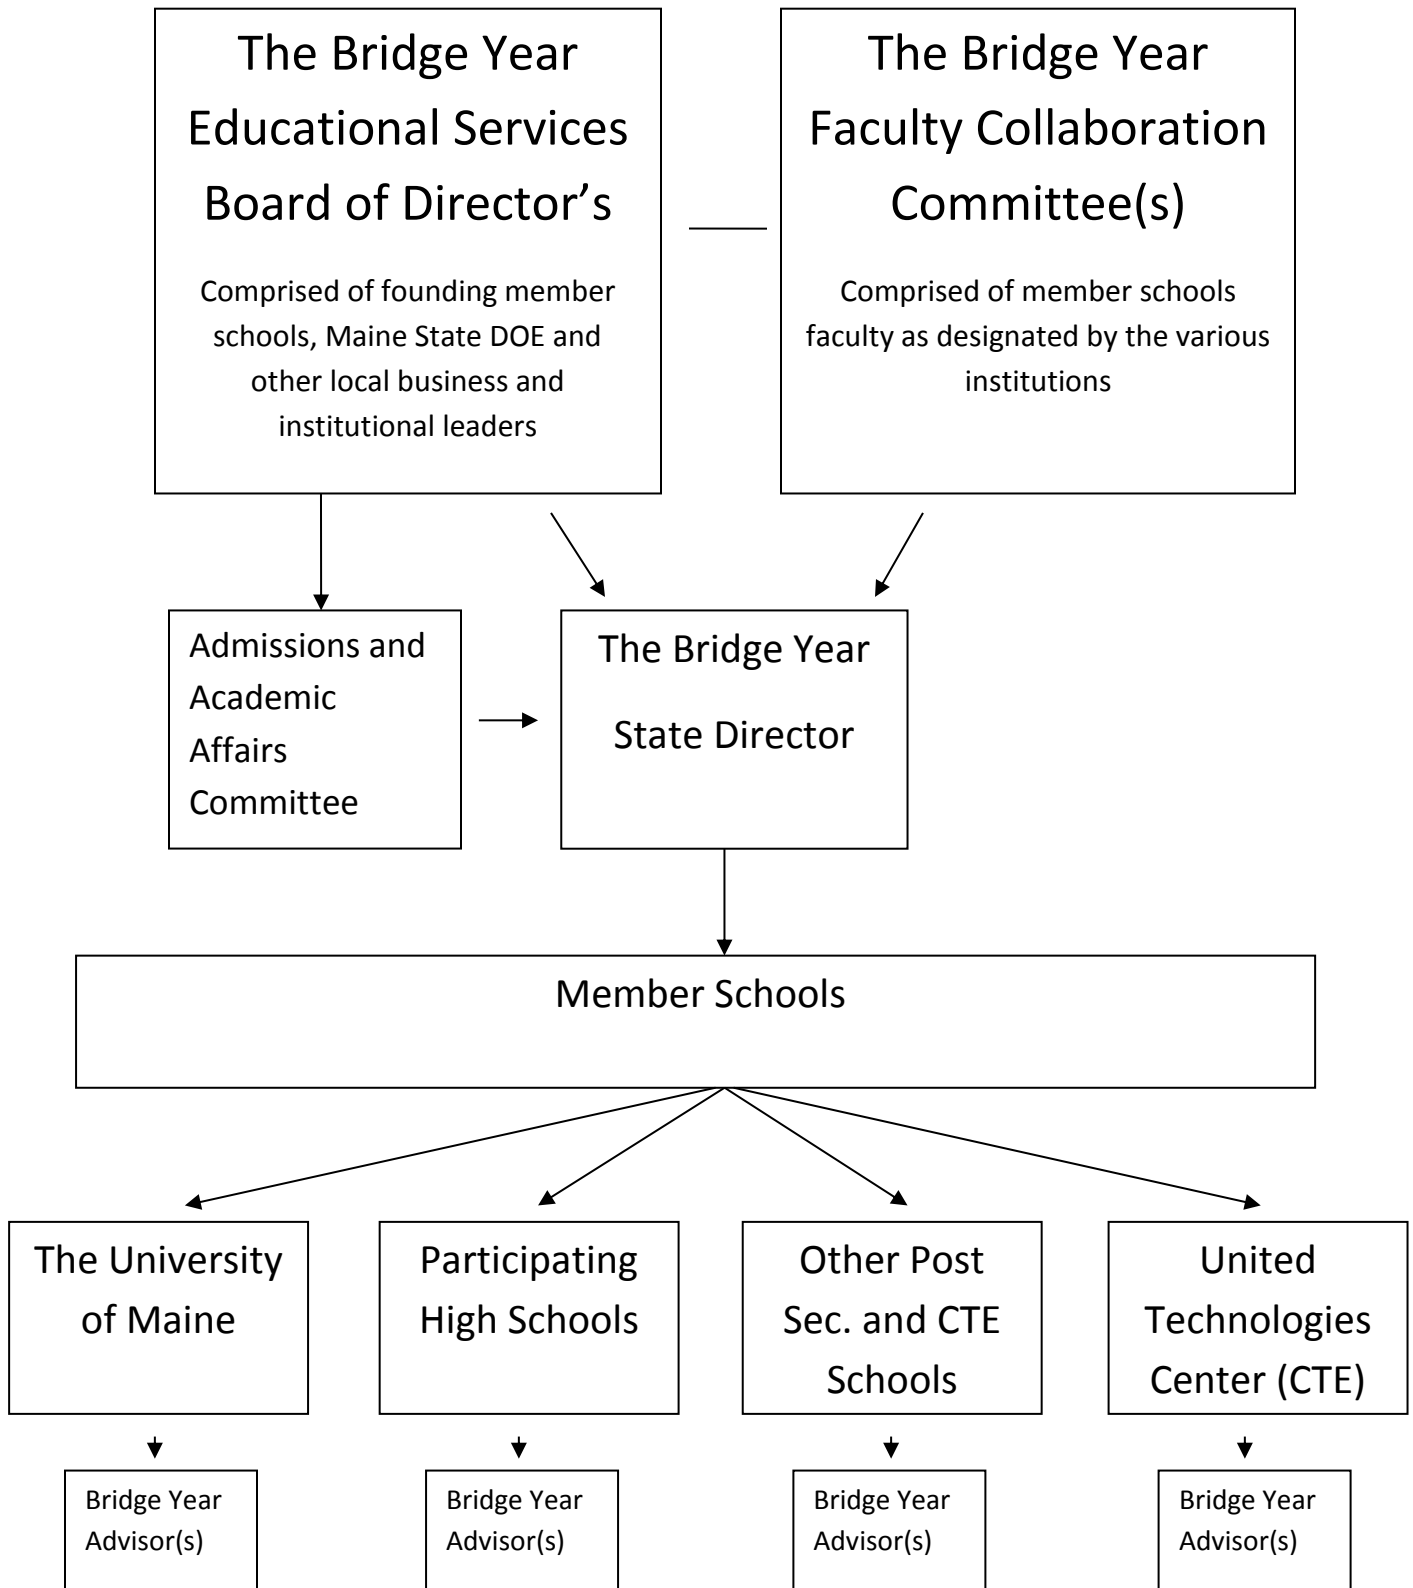 The Bridge Year
Educational Services
Board of Director’s
Comprised of founding member
schools, Maine State DOE and
other local business and
institutional leaders
The Bridge Year
Faculty Collaboration
Committee(s)
Comprised of member schools
faculty as designated by the various
institutions
Admissions and
Academic
Affairs
Committee
The Bridge Year
State Director
Member Schools
The University
of Maine
Participating
High Schools
Other Post
Sec. and CTE
Schools
United
Technologies
Center (CTE)
Bridge Year
Advisor(s)
Bridge Year
Advisor(s)
Bridge Year
Advisor(s)
Bridge Year
Advisor(s)